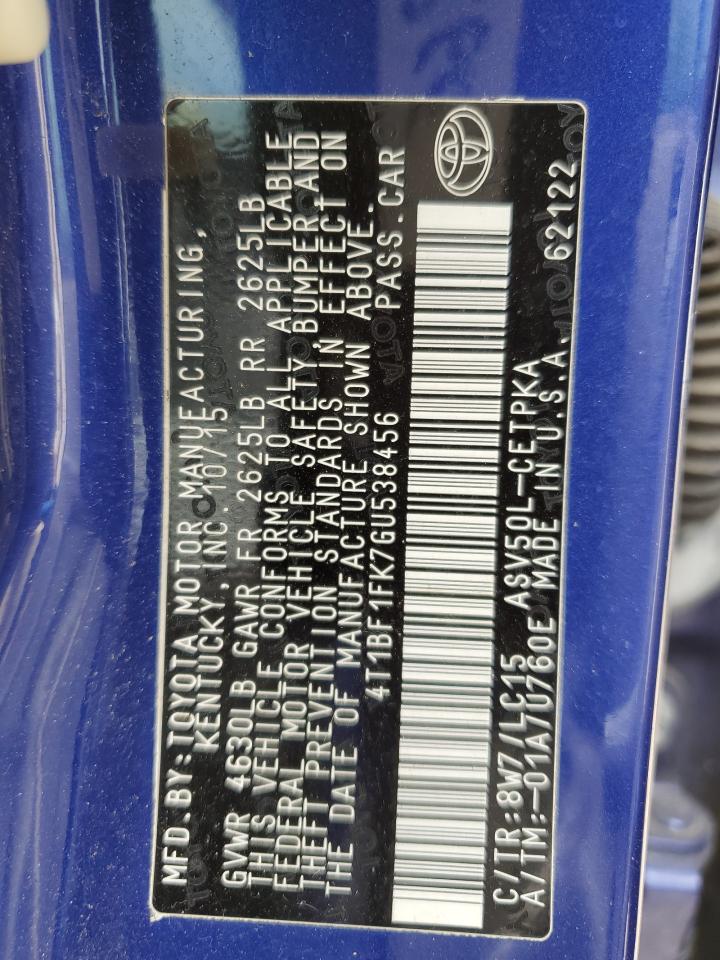 MFD.BY:TOYOTA MOTOR MANUFACTURING,
KENTUCKY,INC.10/15
GVWR 4630LB GAWR FR 2625LB RR 2625LB
THIS VEHICLE CONFORMS TO ALL APPLICABLE
FEDERAL MOTOR VEHICLE SAFETY, BUMPER AND
THEFT PREVENTION STANDARDS IN EFFECT ON
THE DATE OF MANUFACTURE SHOWN ABOVE.
4T1BF1FK7GU538456 PASS.CAR
C/TR:8W7/LC15 ASV50L-CETPKA
A/TM:-01A/U760E MADE IN U.S.A. 62122